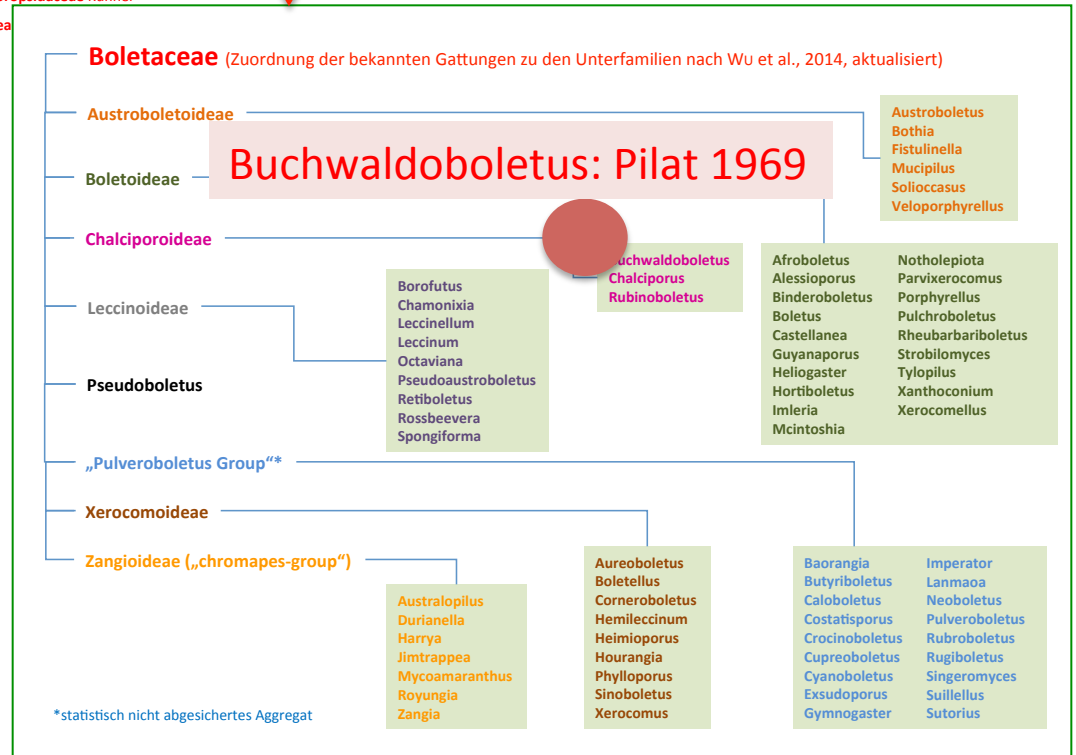 Boletaceae (Zuordnung der bekannten Gattungen zu den Unterfamilien nach Wu et al., 2014, aktualisiert)
Austroboletoideae
Austroboletus
Bothia
Fistulinella
Mucipilus
Solioccasus
Veloporphyrellus
Buchwaldoboletus: Pilat 1969
Boletoideae
Chalciporoideae
uchwaldoboletus
Chalciporus
Rubinoboletus
Afroboletus
Alessioporus
Binderoboletus
Boletus
Castellanea
Guyanaporus
Heliogaster
Hortiboletus
Imleria
Mcintoshia
Notholepiota
Parvixerocomus
Porphyrellus
Pulchroboletus
Rheubarbariboletus
Strobilomyces
Tylopilus
Xanthoconium
Xerocomellus
Leccinoideae
Borofutus
Chamonixia
Leccinellum
Leccinum
Octaviana
Pseudoaustroboletus
Retiboletus
Rossbeevera
Spongiforma
Pseudoboletus
„Pulveroboletus Group“*
Xerocomoideae
Zangioideae („chromapes-group“)
Australopilus
Durianella
Harrya
Jimtrappea
Mycoamaranthus
Royungia
Zangia
Aureoboletus
Boletellus
Corneroboletus
Hemileccinum
Heimioporus
Hourangia
Phylloporus
Sinoboletus
Xerocomus
Baorangia
Butyriboletus
Caloboletus
Costatisporus
Crocinoboletus
Cupreoboletus
Cyanoboletus
Exsudoporus
Gymnogaster
Imperator
Lanmaoa
Neoboletus
Pulveroboletus
Rubroboletus
Rugiboletus
Singeromyces
Suillellus
Sutorius
*statistisch nicht abgesichertes Aggregat